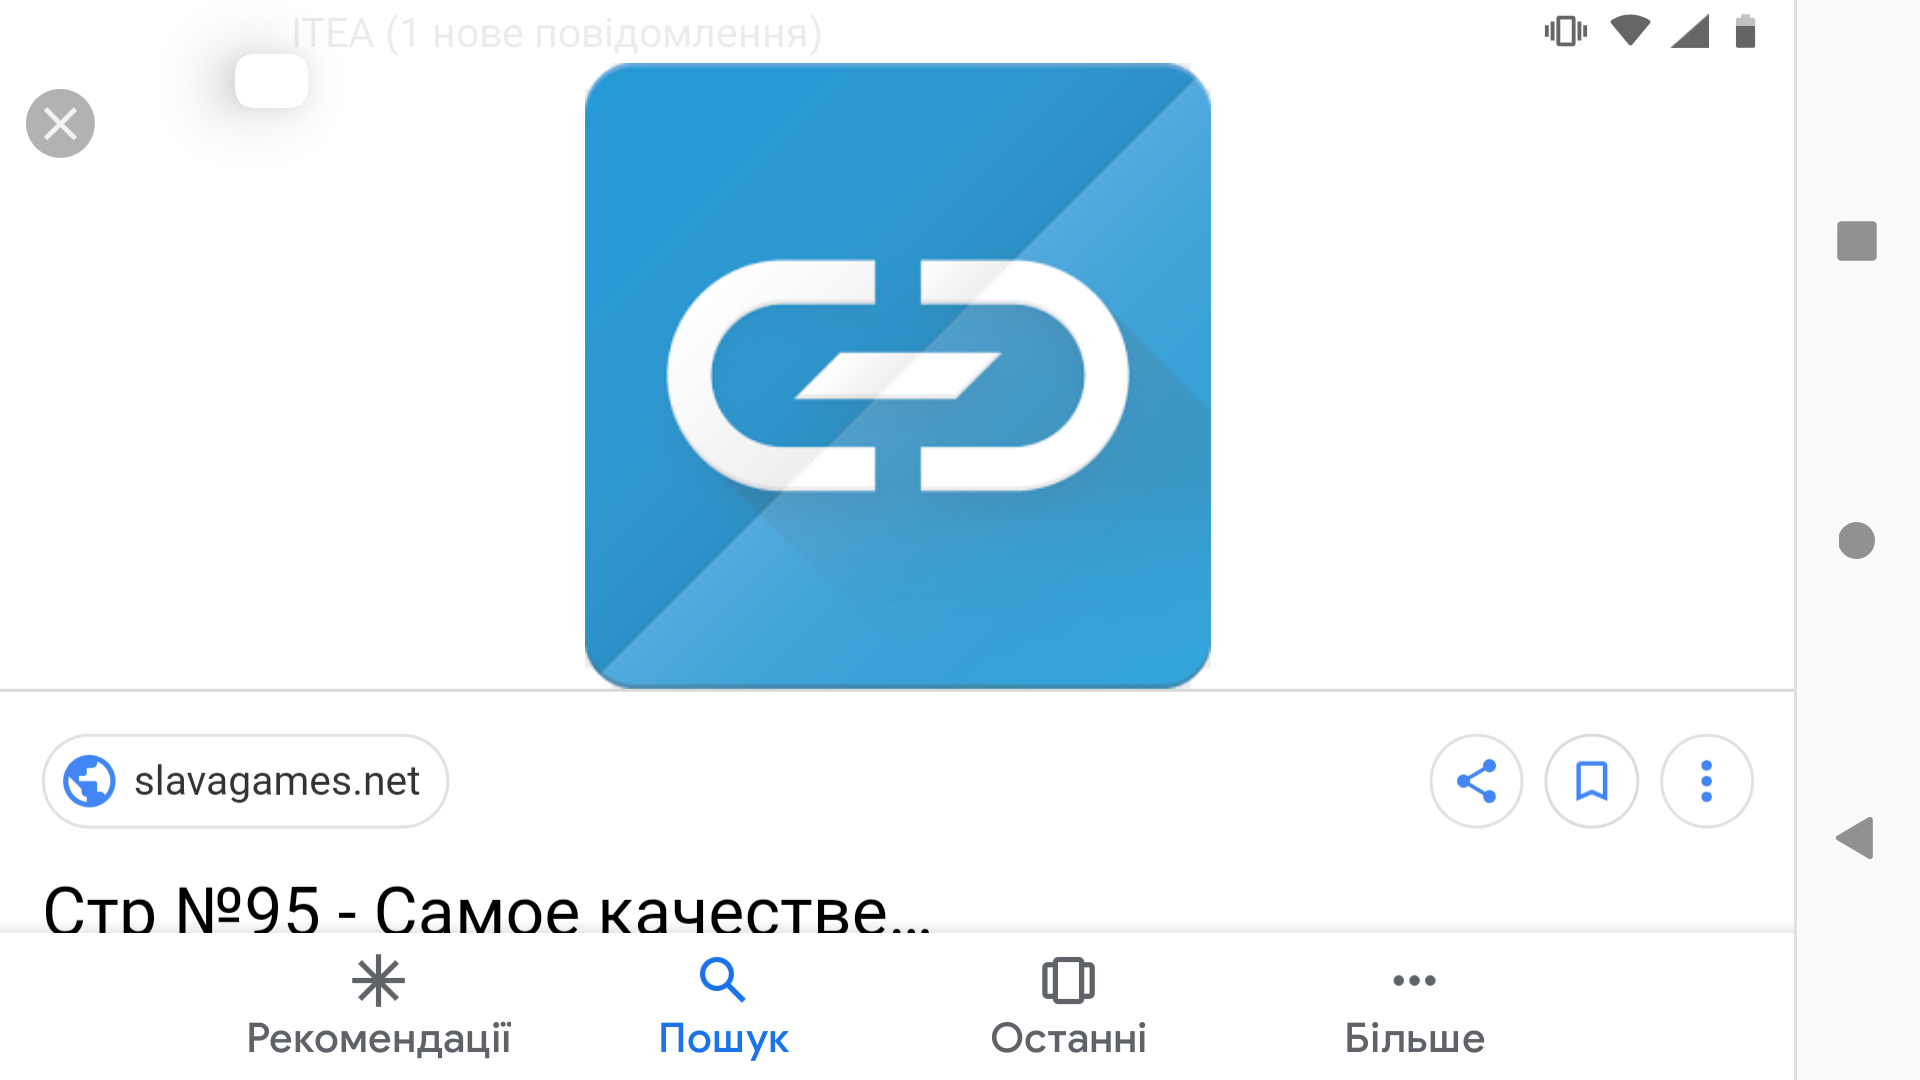 ITEA (1 нове повідомлення)
slavagames.net
Стр №95 - Самое качестве...
Рекомендації
Пошук
Останні
Більше